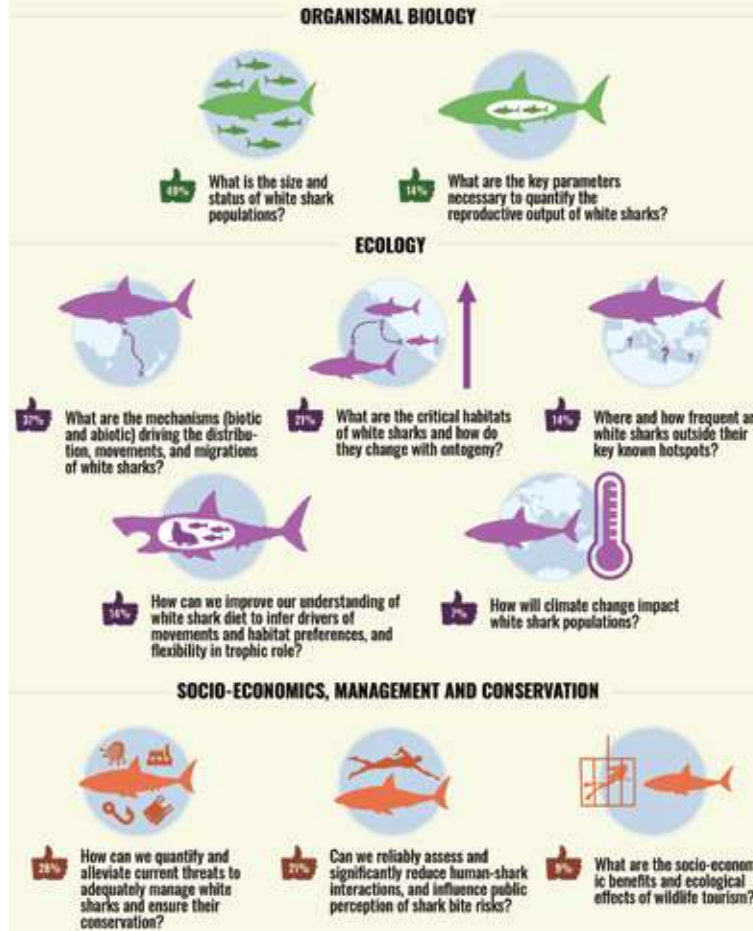 ORGANISMAL BIOLOGY
What is the size and
status of white shark
populations?
14%
What are the key parameters
necessary to quantify the
reproductive output of white sharks?
ECOLOGY
37%
What are the mechanisms (biotic
and abiotic) driving the distribu-
tion, movements, and migrations
of white sharks?
21%
What are the critical habitats
of white sharks and how do
they change with ontogeny?
14%
Where and how frequent ar
white sharks outside their
key known hotspots?
14%
How can we improve our understanding of
white shark diet to infer drivers of
movements and habitat preferences, and
flexibility in trophic role?
7%
How will climate change impact
white shark populations?
SOCIO-ECONOMICS, MANAGEMENT AND CONSERVATION
How can we quantify and
alleviate current threats to
adequately manage white
sharks and ensure their
conservation?
21%
Can we reliably assess and
significantly reduce human-shark
interactions, and influence public
perception of shark bite risks?
What are the socio-econom
ic benefits and ecological
effects of wildlife tourism?